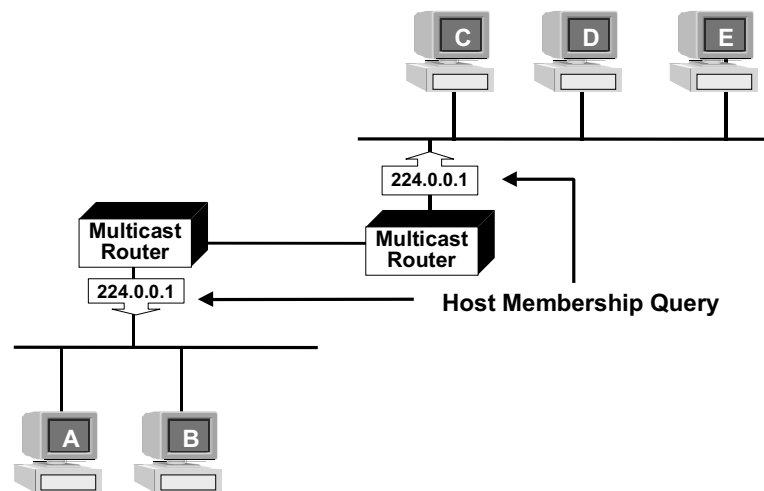 C
D
E
224.0.0.1
Multicast
Router
Multicast
Router
224.0.0.1
Host Membership Query
A
B